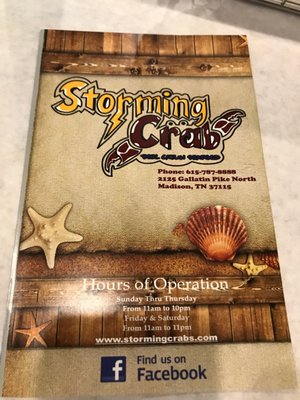 Storming
Crab
Phone: 615-787-8888
2125 Gallatin Pike North
Madison, TN 37115
Hours of Operation
Sunday Thru Thursday
From 11am to 10pm
Friday & Saturday
From 11am to 11pm
www.stormingcrabs.com
f
Find us on
Facebook